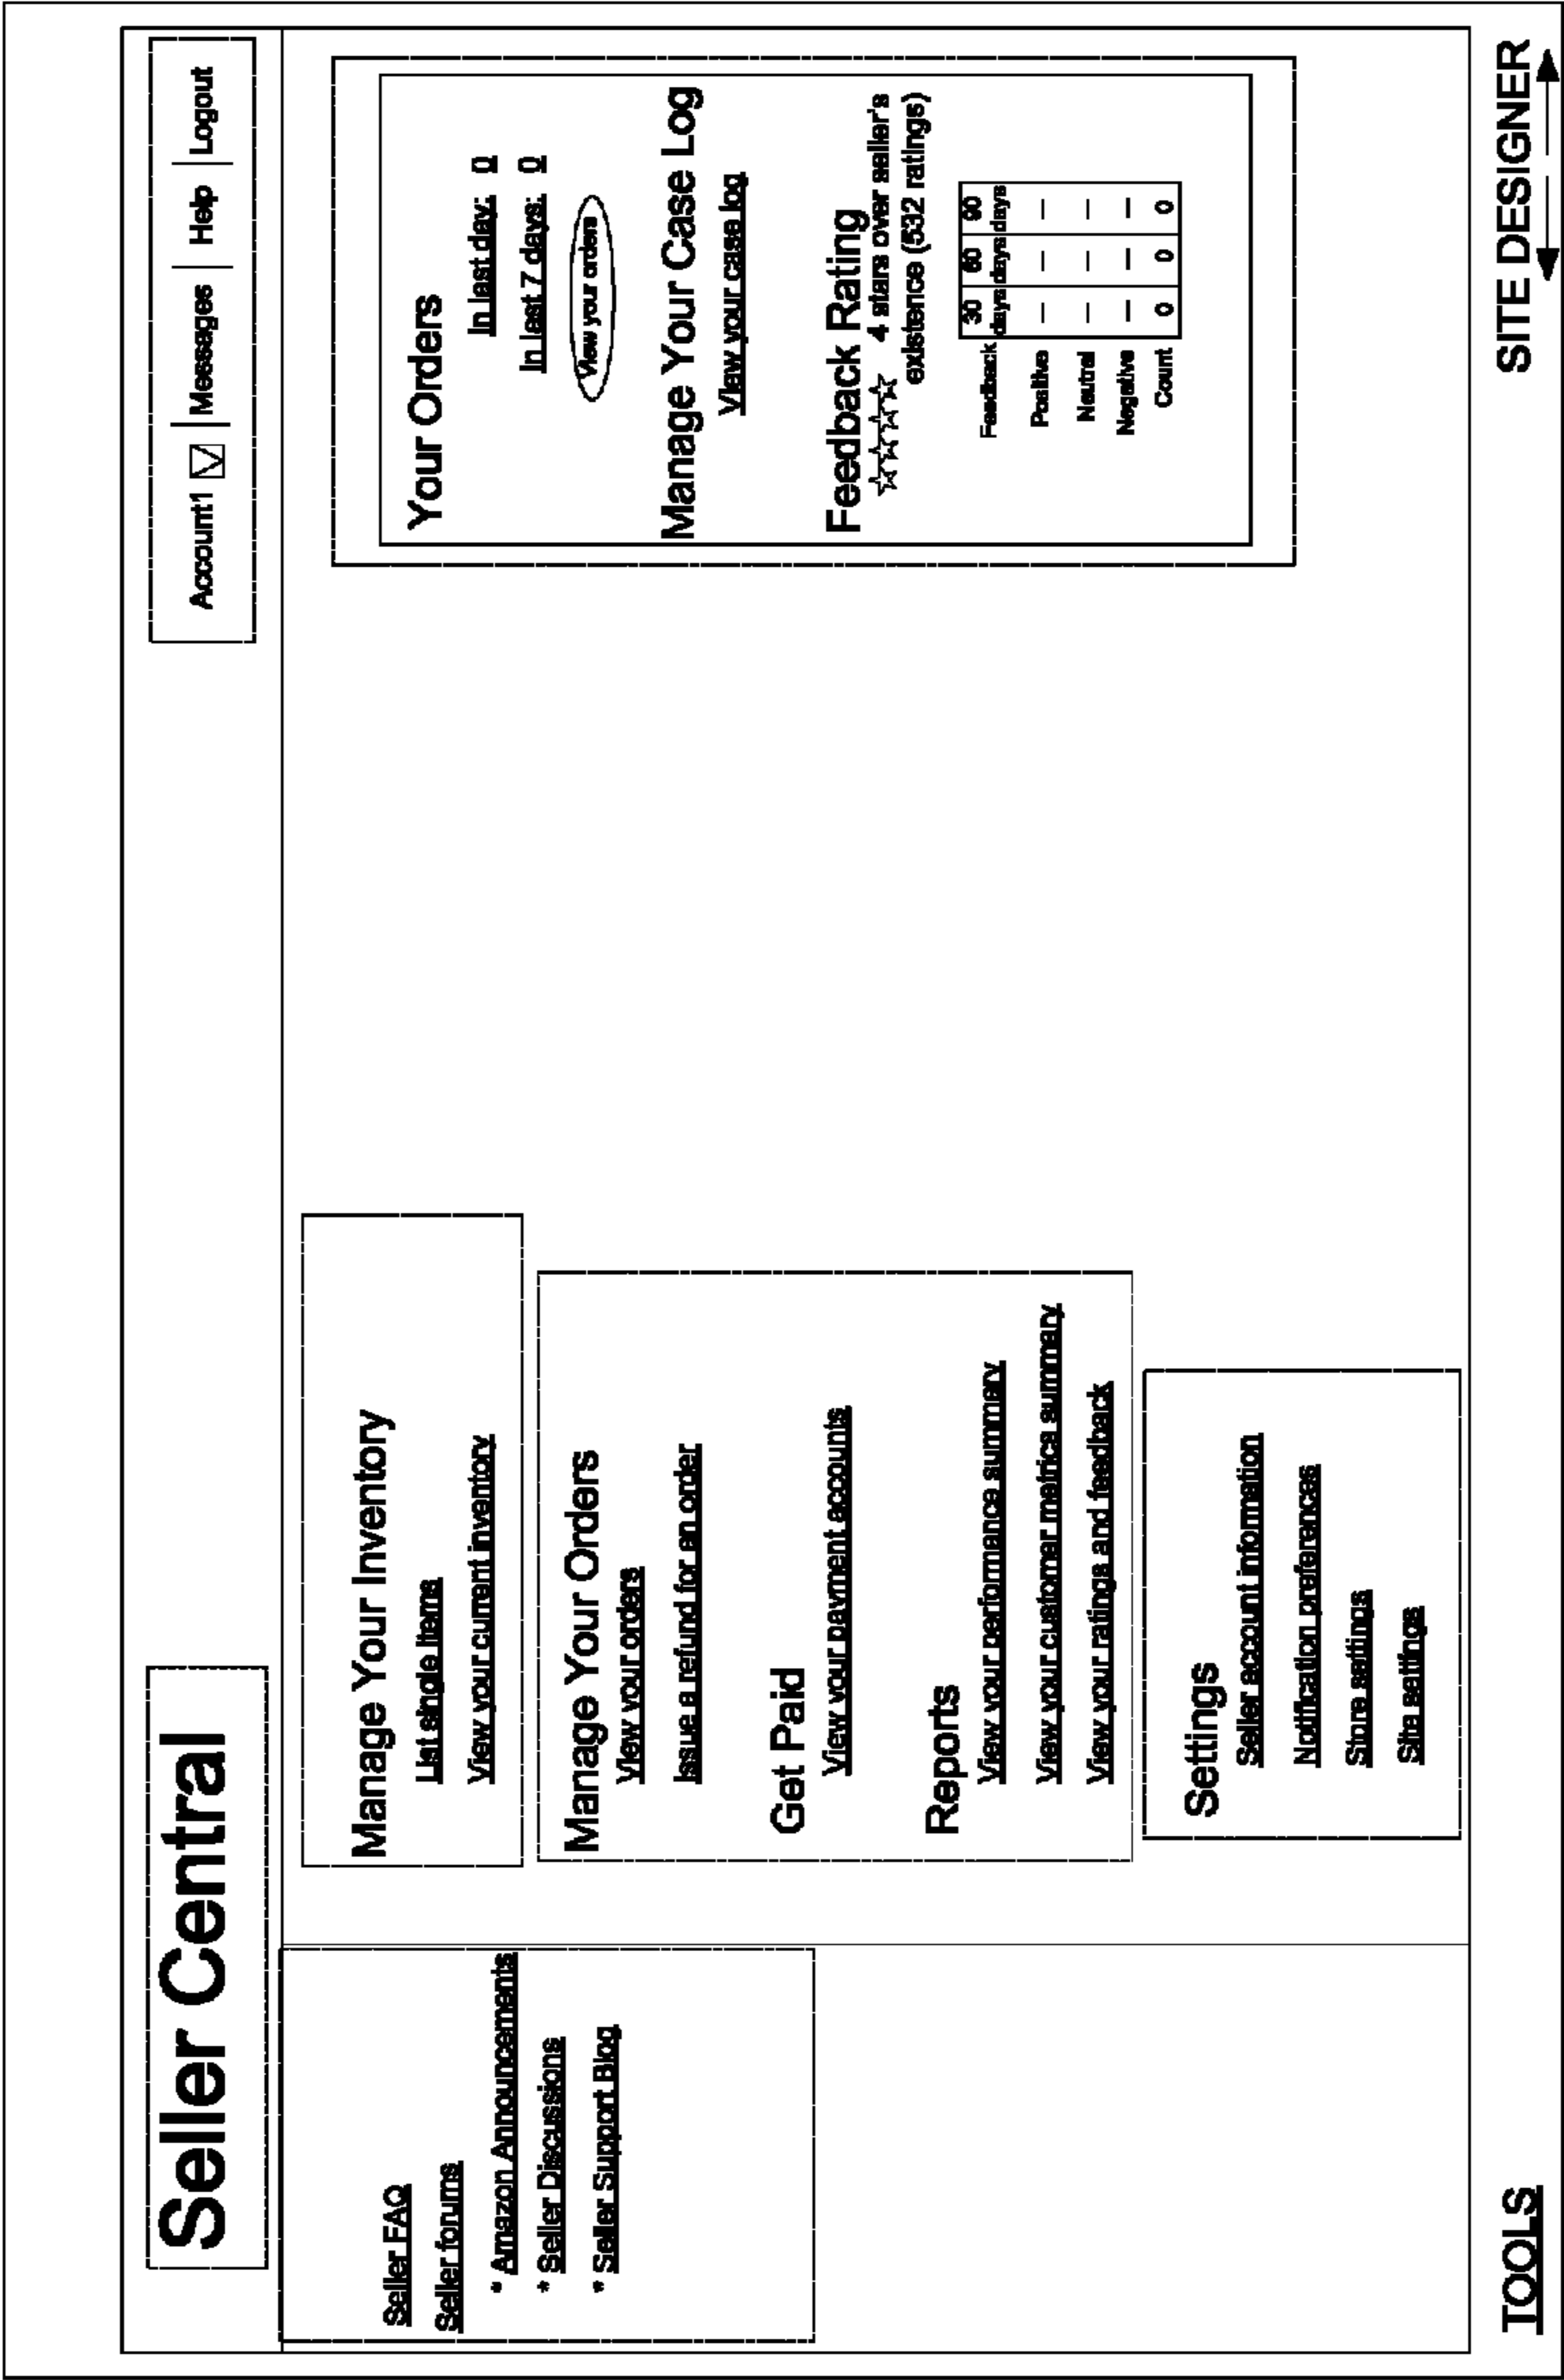 Seller Central
Account1 | Messages | Help | Logout
Seller FAQ
Seller forums
* Amazon Announcements
* Seller Discussions
* Seller Support Blog
Manage Your Inventory
List single items
View your current inventory
Manage Your Orders
View your orders
Issue a refund for an order
Get Paid
View your payment accounts
Reports
View your performance summary
View your customer metrics summary
View your ratings and feedback
Settings
Seller account information
Notification preferences
Store settings
Site settings
Your Orders
In last day: 0
In last 7 days: 0
View your orders
Manage Your Case Log
View your case log
Feedback Rating
4 stars over seller's
existence (532 ratings)
Feedback 30 days 60 days 90 days
Positive — — —
Neutral — — —
Negative — — —
Count 0 0 0
TOOLS
SITE DESIGNER